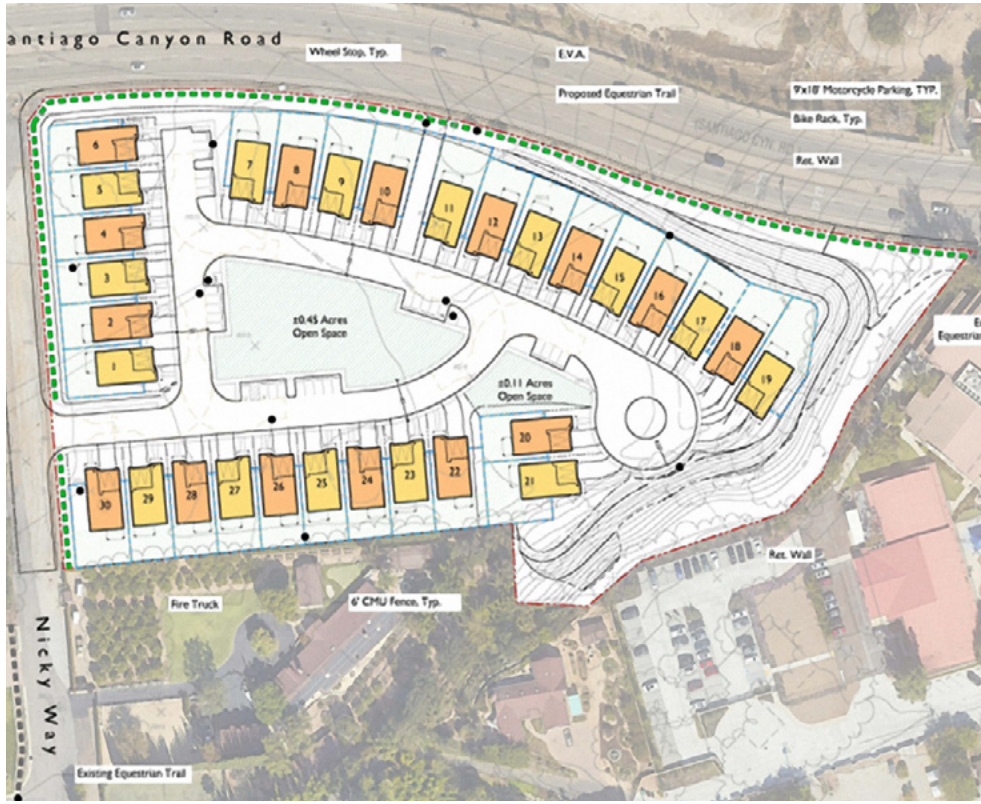 antiago Canyon Road
Wheel Stop, Typ.
E.V.A.
Proposed Equestrian Trail
9'x18' Motorcycle Parking, TYP.
Bike Rack, Typ.
Ret. Wall
6
5
4
3
2
1
7
8
9
10
11
12
13
14
15
16
17
18
19
±0.45 Acres
Open Space
±0.11 Acres
Open Space
20
21
30
29
28
27
26
25
24
23
22
Equestrian
Ret. Wall
Fire Truck
6' CMU Fence, Typ.
Nicky Way
Existing Equestrian Trail